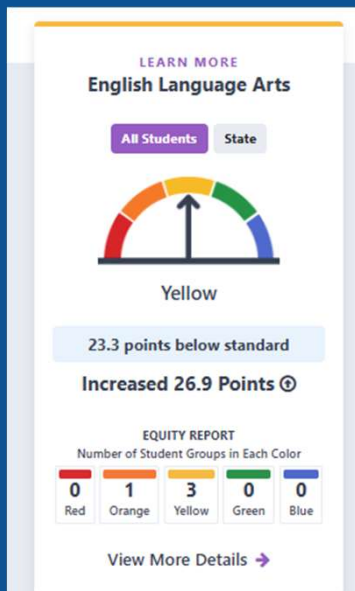 LEARN MORE
English Language Arts
All Students State
Yellow
23.3 points below standard
Increased 26.9 Points
EQUITY REPORT
Number of Student Groups in Each Color
0 1 3 0 0
Red Orange Yellow Green Blue
View More Details